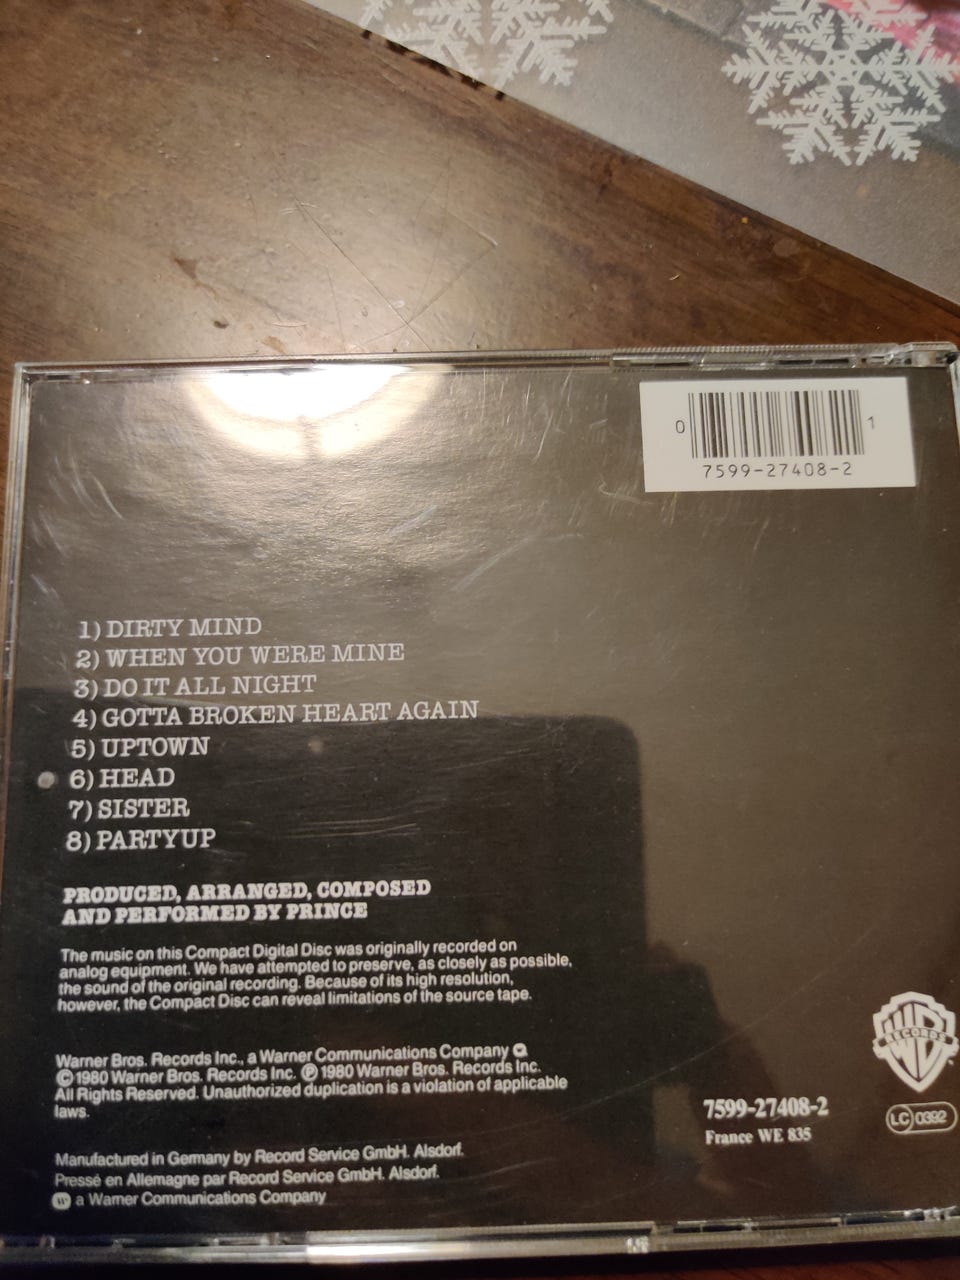 0 1
7599-27408-2
1) DIRTY MIND
2) WHEN YOU WERE MINE
3) DO IT ALL NIGHT
4) GOTTA BROKEN HEART AGAIN
5) UPTOWN
6) HEAD
7) SISTER
8) PARTYUP
PRODUCED, ARRANGED, COMPOSED
AND PERFORMED BY PRINCE
The music on this Compact Digital Disc was originally recorded on
analog equipment. We have attempted to preserve, as closely as possible,
the sound of the original recording. Because of its high resolution,
however, the Compact Disc can reveal limitations of the source tape.
Warner Bros. Records Inc., a Warner Communications Company
© 1980 Warner Bros. Records Inc. ℗ 1980 Warner Bros. Records Inc.
All Rights Reserved. Unauthorized duplication is a violation of applicable
laws.
Manufactured in Germany by Record Service GmbH. Alsdorf.
Pressé en Allemagne par Record Service GmbH. Alsdorf.
a Warner Communications Company
WB RECORDS
7599-27408-2
France WE 835
LC 0392